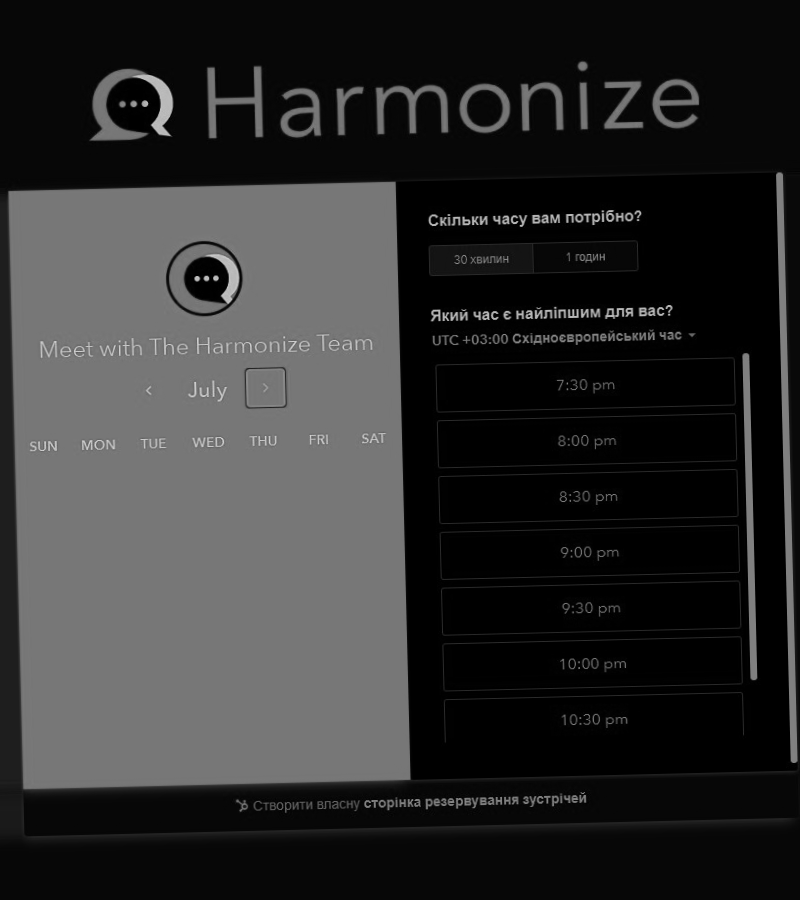 Harmonize
Meet with The Harmonize Team
July
SUN MON TUE WED THU FRI SAT
Скільки часу вам потрібно?
30 хвилин 1 годин
Який час є найліпшим для вас?
UTC +03:00 Східноєвропейський час
7:30 pm
8:00 pm
8:30 pm
9:00 pm
9:30 pm
10:00 pm
10:30 pm
Створити власну сторінка резервування зустрічей